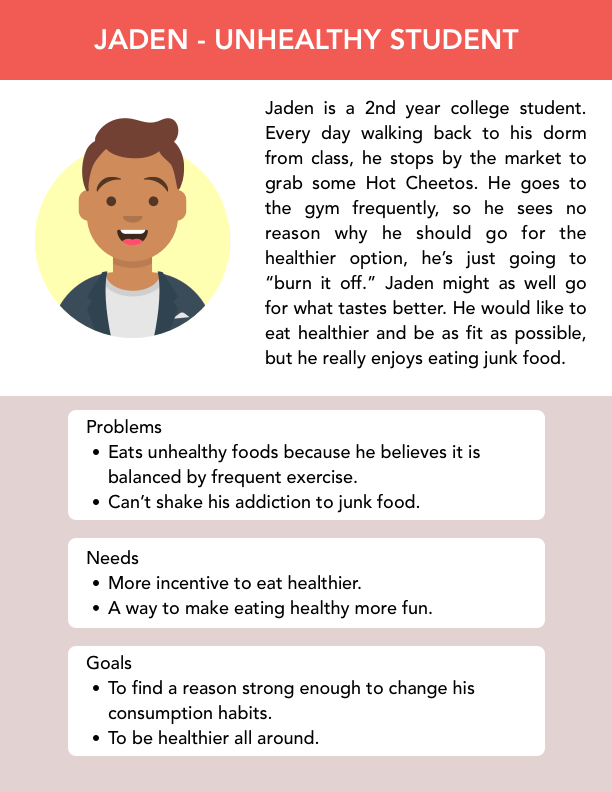 JADEN - UNHEALTHY STUDENT
Jaden is a 2nd year college student.
Every day walking back to his dorm
from class, he stops by the market to
grab some Hot Cheetos. He goes to
the gym frequently, so he sees no
reason why he should go for the
healthier option, he’s just going to
“burn it off.” Jaden might as well go
for what tastes better. He would like to
eat healthier and be as fit as possible,
but he really enjoys eating junk food.
Problems
• Eats unhealthy foods because he believes it is
balanced by frequent exercise.
• Can’t shake his addiction to junk food.
Needs
• More incentive to eat healthier.
• A way to make eating healthy more fun.
Goals
• To find a reason strong enough to change his
consumption habits.
• To be healthier all around.